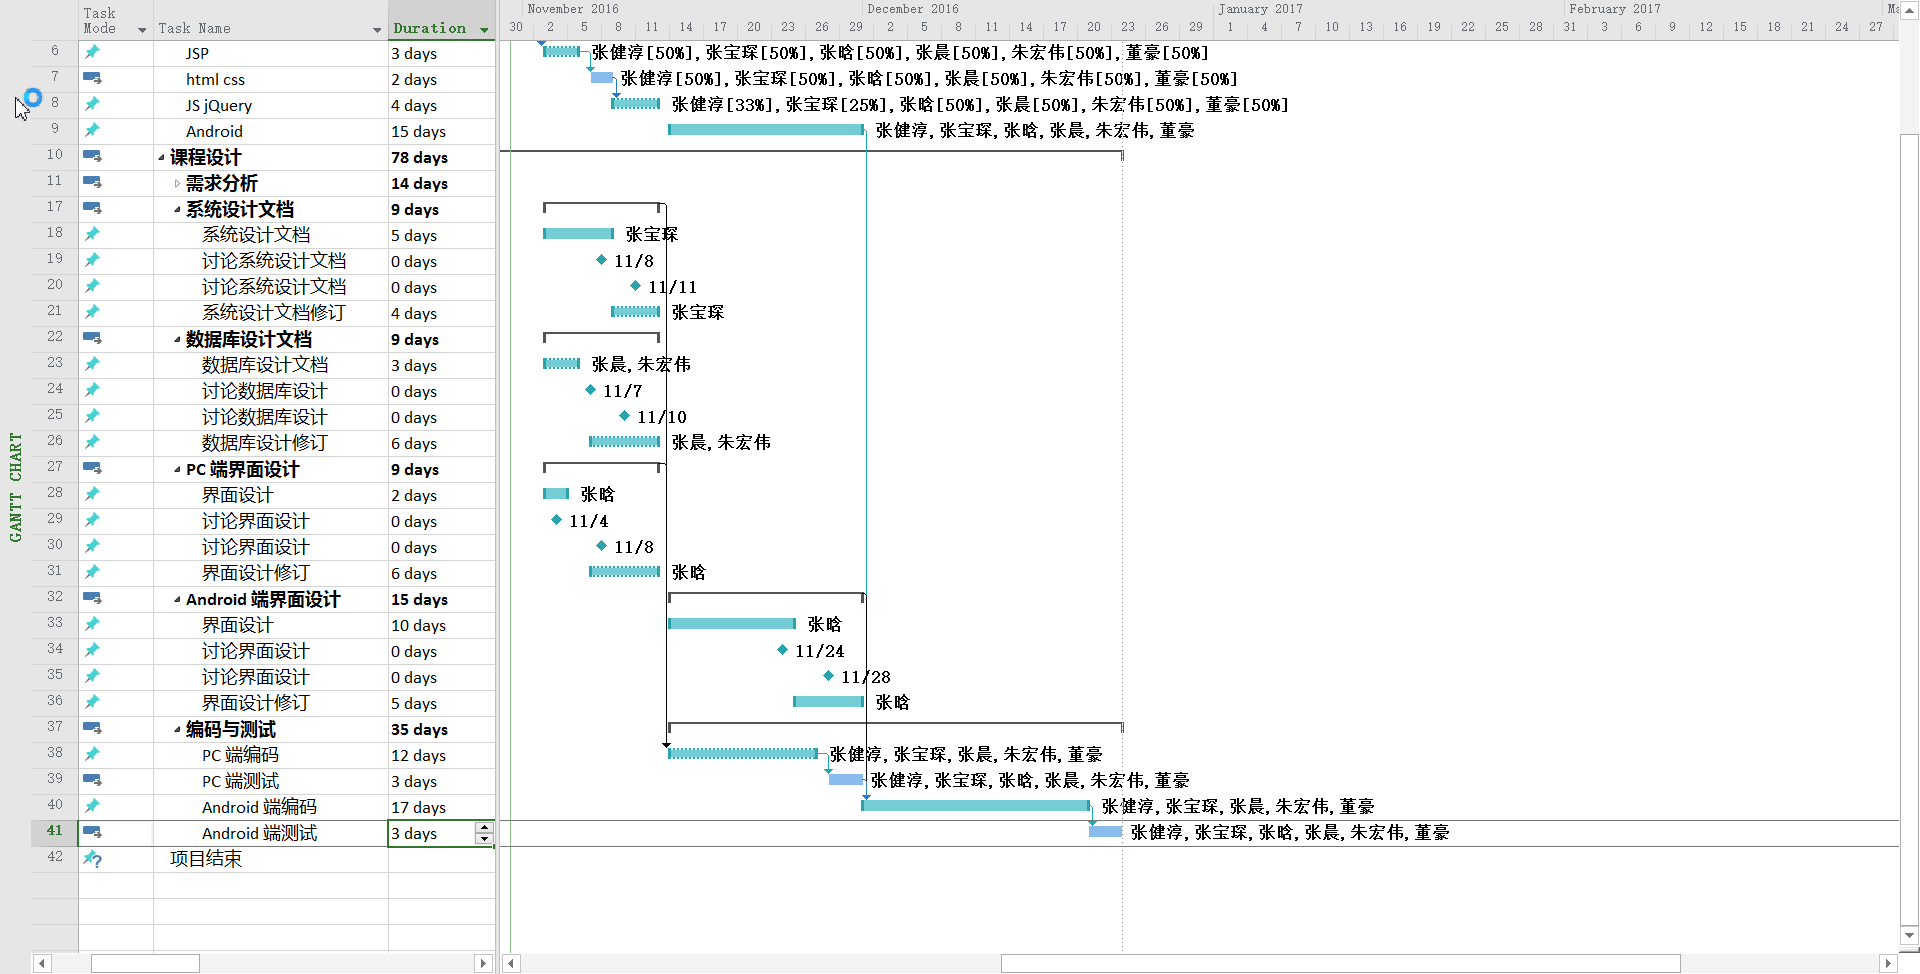 GANTT CHART
Task Mode Task Name Duration
November 2016 December 2016 January 2017 February 2017
30 2 5 8 11 14 17 20 23 26 29 2 5 8 11 14 17 20 23 26 29 1 4 7 10 13 16 19 22 25 28 31 3 6 9 12 15 18 21 24 27
6 JSP 3 days 张健淳[50%],张宝琛[50%],张晗[50%],张晨[50%],朱宏伟[50%],董豪[50%]
7 html css 2 days 张健淳[50%],张宝琛[50%],张晗[50%],张晨[50%],朱宏伟[50%],董豪[50%]
8 JS jQuery 4 days 张健淳[33%],张宝琛[25%],张晗[50%],张晨[50%],朱宏伟[50%],董豪[50%]
9 Android 15 days 张健淳,张宝琛,张晗,张晨,朱宏伟,董豪
10 课程设计 78 days
11 需求分析 14 days
17 系统设计文档 9 days
18 系统设计文档 5 days 张宝琛
19 讨论系统设计文档 0 days 11/8
20 讨论系统设计文档 0 days 11/11
21 系统设计文档修订 4 days 张宝琛
22 数据库设计文档 9 days
23 数据库设计文档 3 days 张晨,朱宏伟
24 讨论数据库设计 0 days 11/7
25 讨论数据库设计 0 days 11/10
26 数据库设计修订 6 days 张晨,朱宏伟
27 PC 端界面设计 9 days
28 界面设计 2 days 张晗
29 讨论界面设计 0 days 11/4
30 讨论界面设计 0 days 11/8
31 界面设计修订 6 days 张晗
32 Android 端界面设计 15 days
33 界面设计 10 days 张晗
34 讨论界面设计 0 days 11/24
35 讨论界面设计 0 days 11/28
36 界面设计修订 5 days 张晗
37 编码与测试 35 days
38 PC 端编码 12 days 张健淳,张宝琛,张晨,朱宏伟,董豪
39 PC 端测试 3 days 张健淳,张宝琛,张晗,张晨,朱宏伟,董豪
40 Android 端编码 17 days 张健淳,张宝琛,张晨,朱宏伟,董豪
41 Android 端测试 3 days 张健淳,张宝琛,张晗,张晨,朱宏伟,董豪
42 ? 项目结束